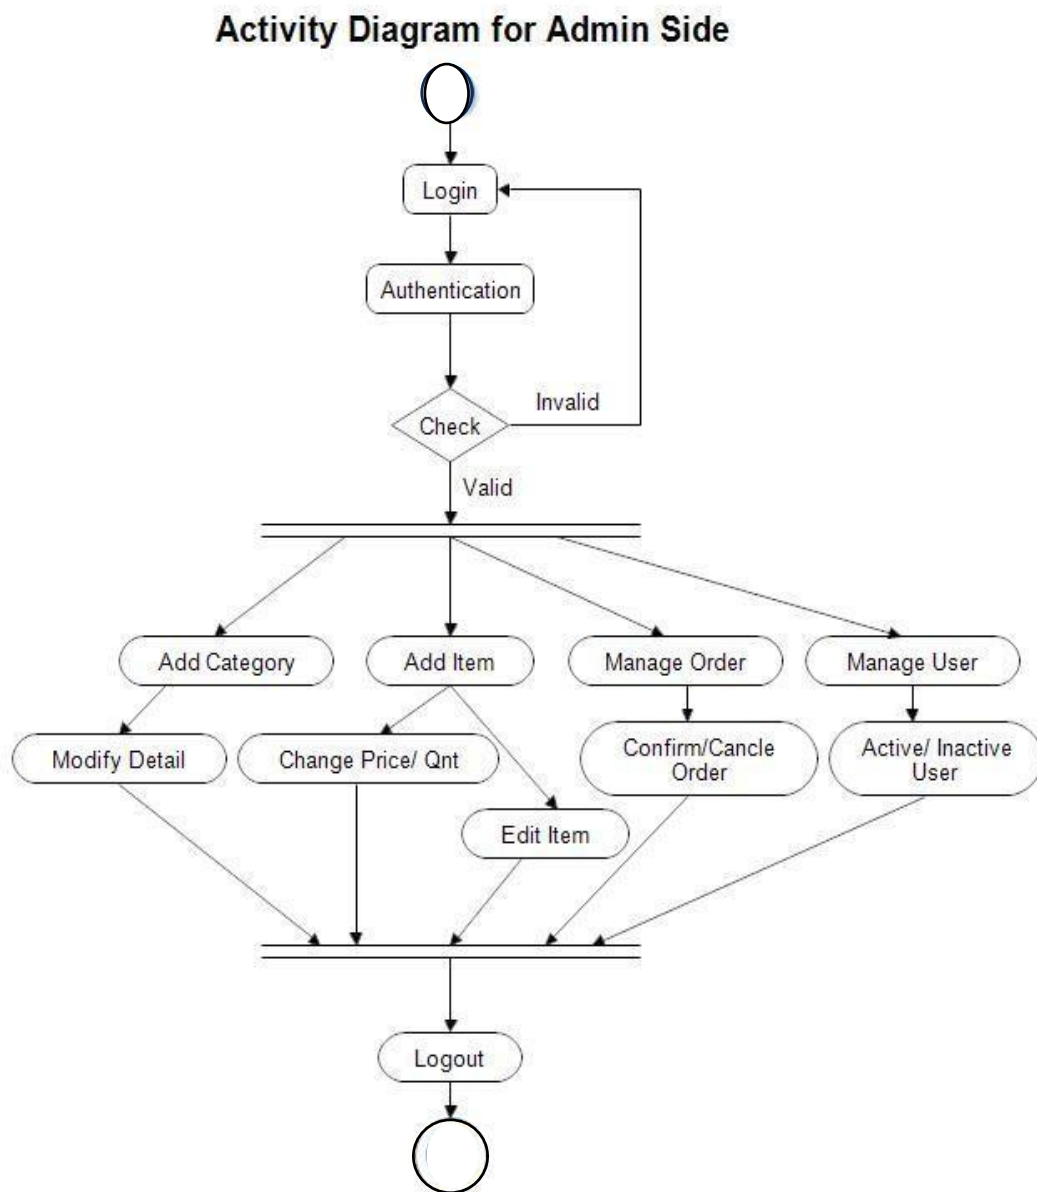 Activity Diagram for Admin Side
Login
Authentication
Invalid
Check
Valid
Add Category
Add Item
Manage Order
Manage User
Modify Detail
Change Price/ Qnt
Confirm/Cancle
Order
Active/ Inactive
User
Edit Item
Logout